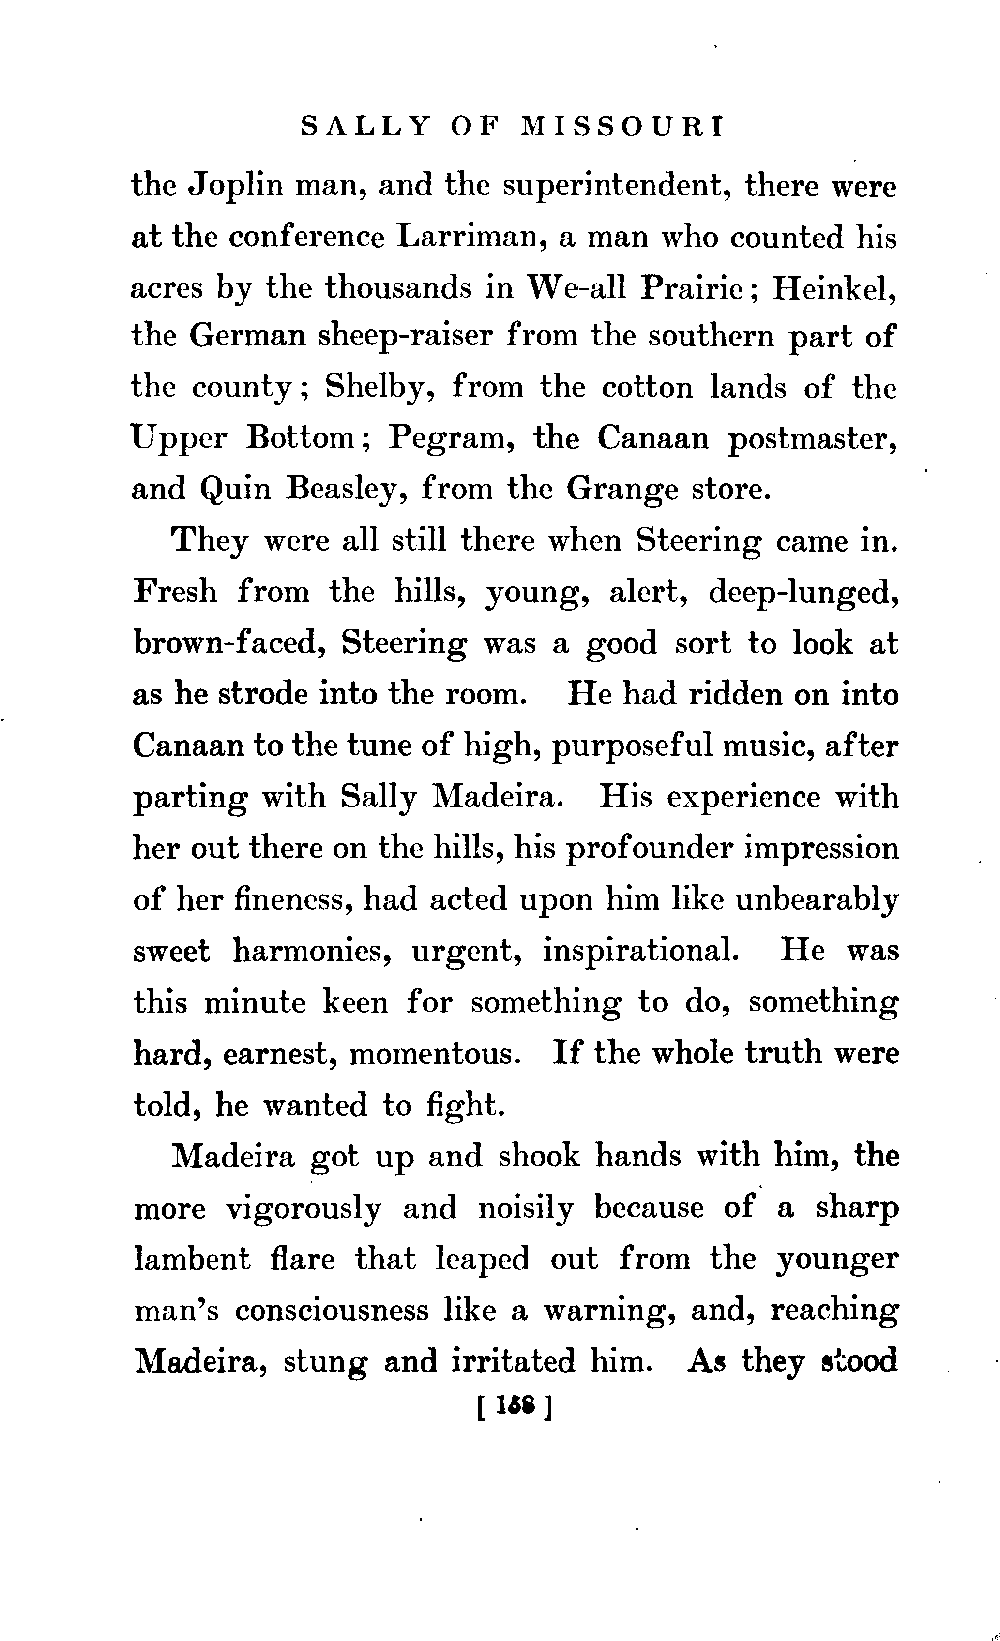 SALLY OF MISSOURI
the Joplin man, and the superintendent, there were
at the conference Larriman, a man who counted his
acres by the thousands in We-all Prairie; Heinkel,
the German sheep-raiser from the southern part of
the county; Shelby, from the cotton lands of the
Upper Bottom; Pegram, the Canaan postmaster,
and Quin Beasley, from the Grange store.
They were all still there when Steering came in.
Fresh from the hills, young, alert, deep-lunged,
brown-faced, Steering was a good sort to look at
as he strode into the room. He had ridden on into
Canaan to the tune of high, purposeful music, after
parting with Sally Madeira. His experience with
her out there on the hills, his profounder impression
of her fineness, had acted upon him like unbearably
sweet harmonies, urgent, inspirational. He was
this minute keen for something to do, something
hard, earnest, momentous. If the whole truth were
told, he wanted to fight.
Madeira got up and shook hands with him, the
more vigorously and noisily because of a sharp
lambent flare that leaped out from the younger
man's consciousness like a warning, and, reaching
Madeira, stung and irritated him. As they stood